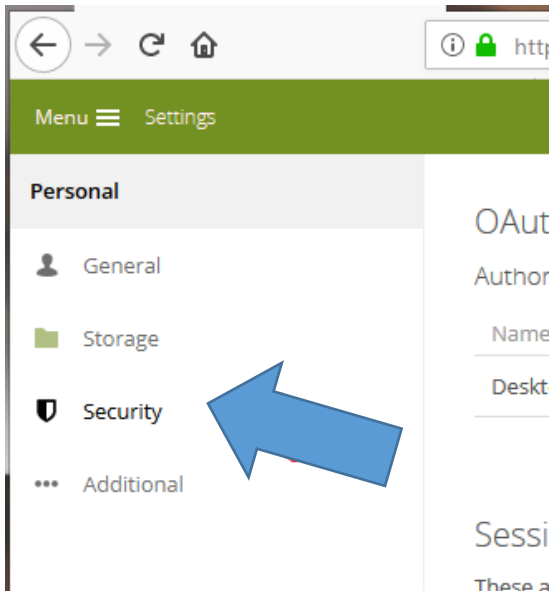 http
Menu Settings
Personal
General
Storage
Security
Additional
OAut
Author
Name
Deskt
Sessi
These a